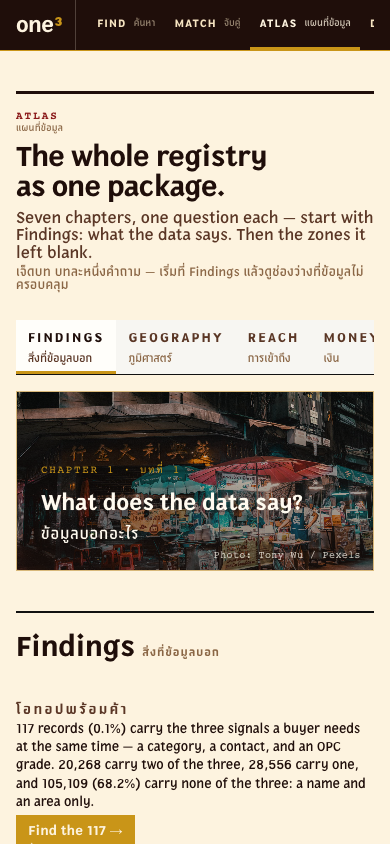 one³
FIND ค้นหา MATCH จับคู่ ATLAS แผนที่ข้อมูล
ATLAS
แผนที่ข้อมูล
The whole registry
as one package.
Seven chapters, one question each — start with
Findings: what the data says. Then the zones it
left blank.
เจ็ดบท บทละหนึ่งคำถาม — เริ่มที่ Findings แล้วดูช่องว่างที่ข้อมูลไม่
ครอบคลุม
FINDINGS GEOGRAPHY REACH MONEY
สิ่งที่ข้อมูลบอก ภูมิศาสตร์ การเข้าถึง เงิน
CHAPTER 1 · บทที่ 1
What does the data say?
ข้อมูลบอกอะไร
Photo: Tony Wu / Pexels
Findings สิ่งที่ข้อมูลบอก
โอทอปพร้อมค้า
117 records (0.1%) carry the three signals a buyer needs
at the same time — a category, a contact, and an OPC
grade. 20,268 carry two of the three, 28,556 carry one,
and 105,109 (68.2%) carry none of the three: a name and
an area only.
Find the 117 →